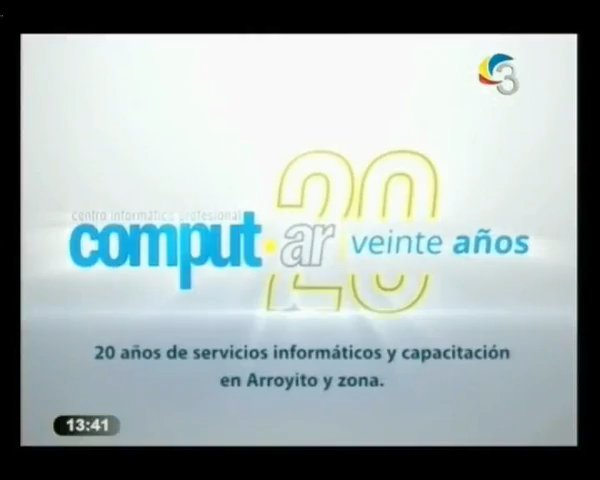 3
20
centro informático profesional
comput.ar veinte años
20 años de servicios informáticos y capacitación
en Arroyito y zona.
13:41